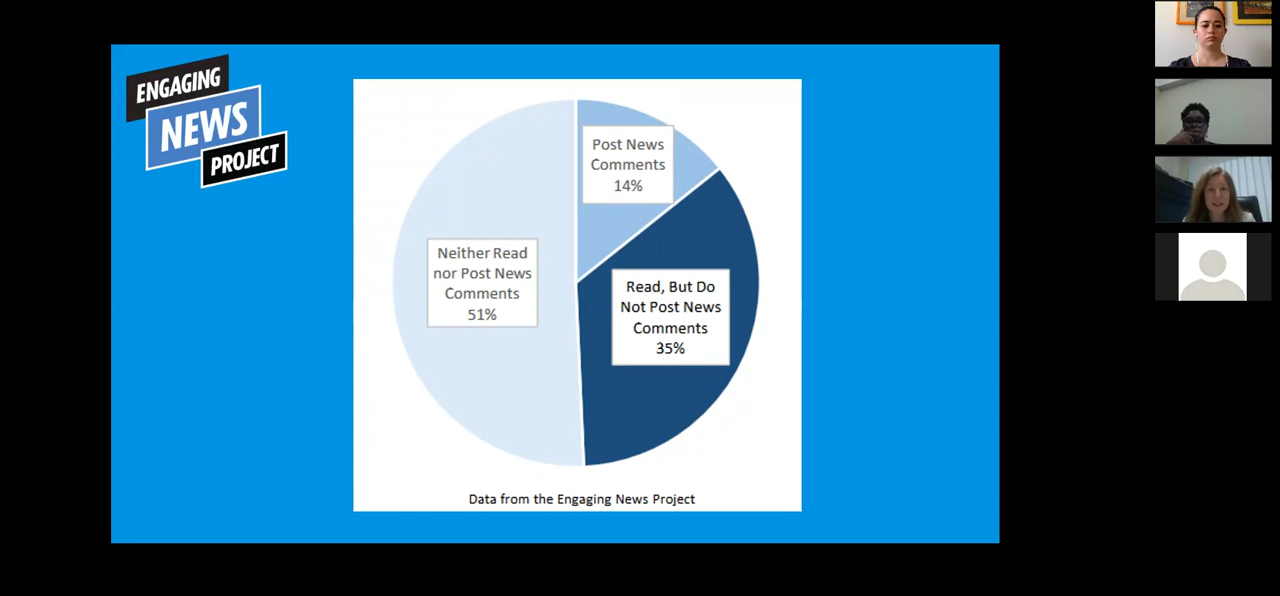 ENGAGING
NEWS
PROJECT
Post News
Comments
14%
Neither Read
nor Post News
Comments
51%
Read, But Do
Not Post News
Comments
35%
Data from the Engaging News Project